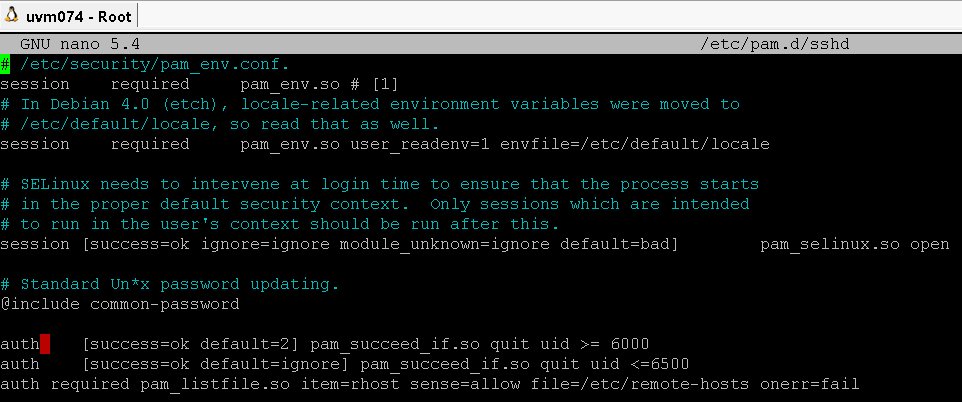 uvm074 - Root
GNU nano 5.4 /etc/pam.d/sshd
# /etc/security/pam_env.conf.
session    required     pam_env.so # [1]
# In Debian 4.0 (etch), locale-related environment variables were moved to
# /etc/default/locale, so read that as well.
session    required     pam_env.so user_readenv=1 envfile=/etc/default/locale
# SELinux needs to intervene at login time to ensure that the process starts
# in the proper default security context.  Only sessions which are intended
# to run in the user's context should be run after this.
session [success=ok ignore=ignore module_unknown=ignore default=bad]        pam_selinux.so open
# Standard Un*x password updating.
@include common-password
auth    [success=ok default=2] pam_succeed_if.so quit uid >= 6000
auth    [success=ok default=ignore] pam_succeed_if.so quit uid <=6500
auth required pam_listfile.so item=rhost sense=allow file=/etc/remote-hosts onerr=fail